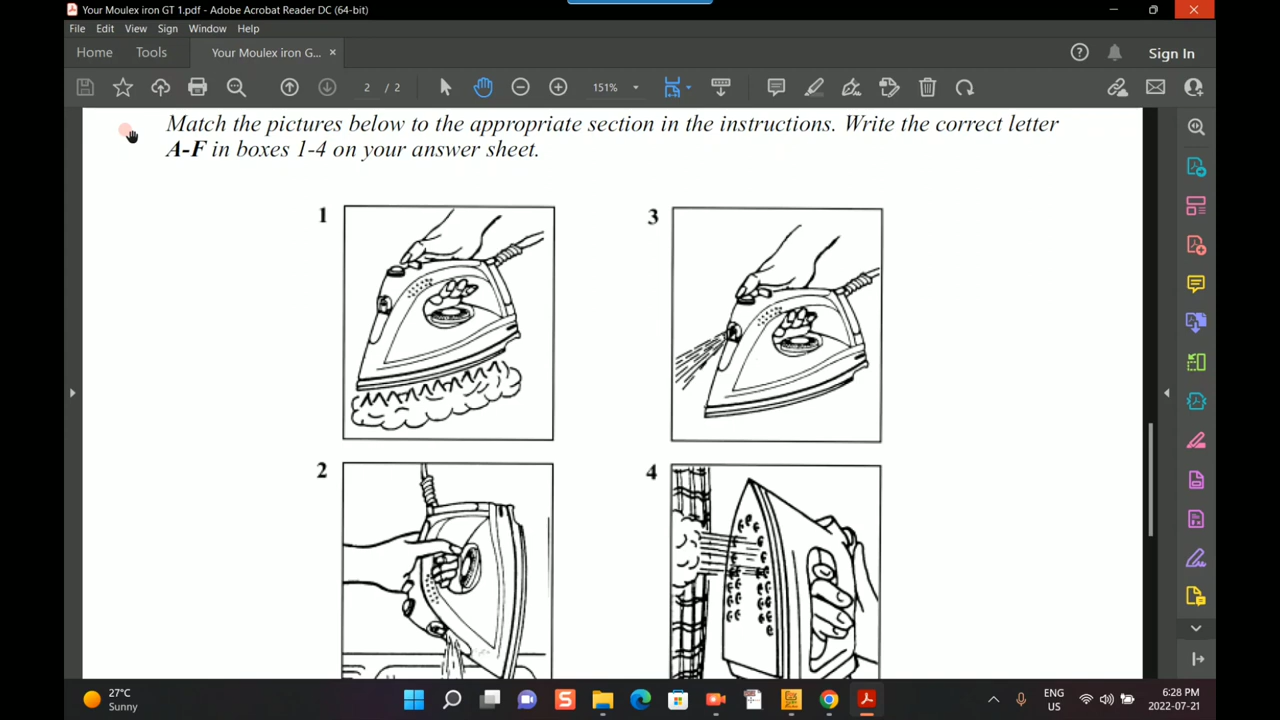 Your Moulex iron GT 1.pdf - Adobe Acrobat Reader DC (64-bit)
File Edit View Sign Window Help
Home Tools Your Moulex iron G... × Sign In
2 / 2 151%
Match the pictures below to the appropriate section in the instructions. Write the correct letter
A-F in boxes 1-4 on your answer sheet.
1 3
2 4
27°C
Sunny
ENG
US
6:28 PM
2022-07-21